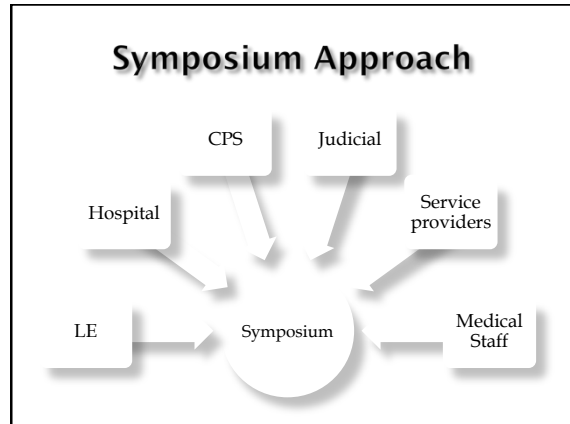 Symposium Approach
CPS
Judicial
Hospital
Service
providers
LE
Symposium
Medical
Staff